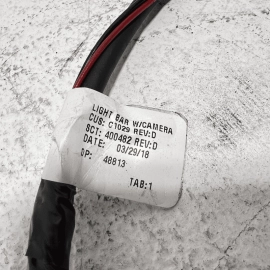 LIGHT BAR W/CAMERA
CUS: C1029 REV:D
SCT: 400482 REV:D
DATE: 03/29/18
OP: 48813
TAB:1